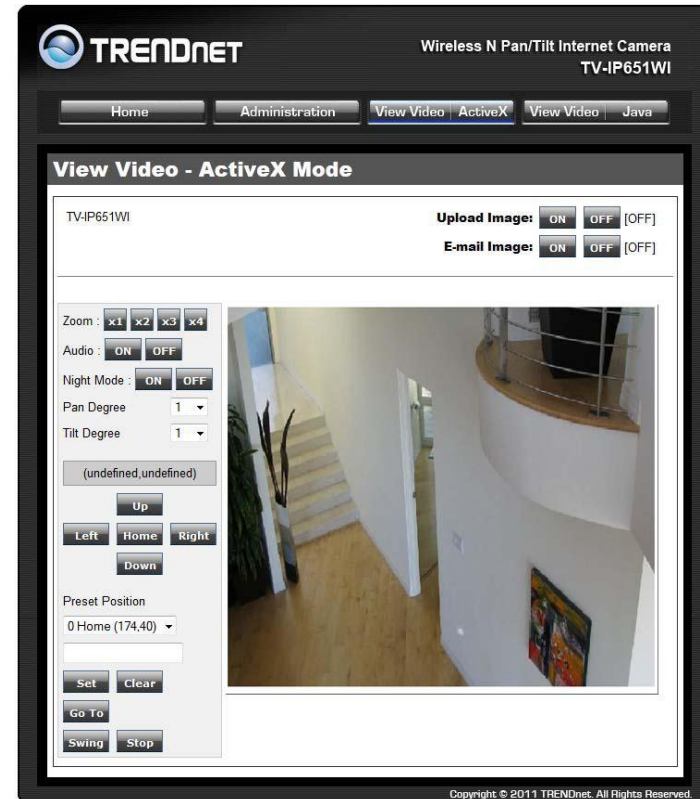 TRENDNET
Wireless N Pan/Tilt Internet Camera
TV-IP651WI
Home Administration View Video ActiveX View Video Java
View Video - ActiveX Mode
TV-IP651WI
Upload Image: ON OFF [OFF]
E-mail Image: ON OFF [OFF]
Zoom : x1 x2 x3 x4
Audio : ON OFF
Night Mode : ON OFF
Pan Degree 1
Tilt Degree 1
(undefined,undefined)
Up
Left Home Right
Down
Preset Position
0 Home (174,40)
Set Clear
Go To
Swing Stop
Copyright © 2011 TRENDnet. All Rights Reserved.